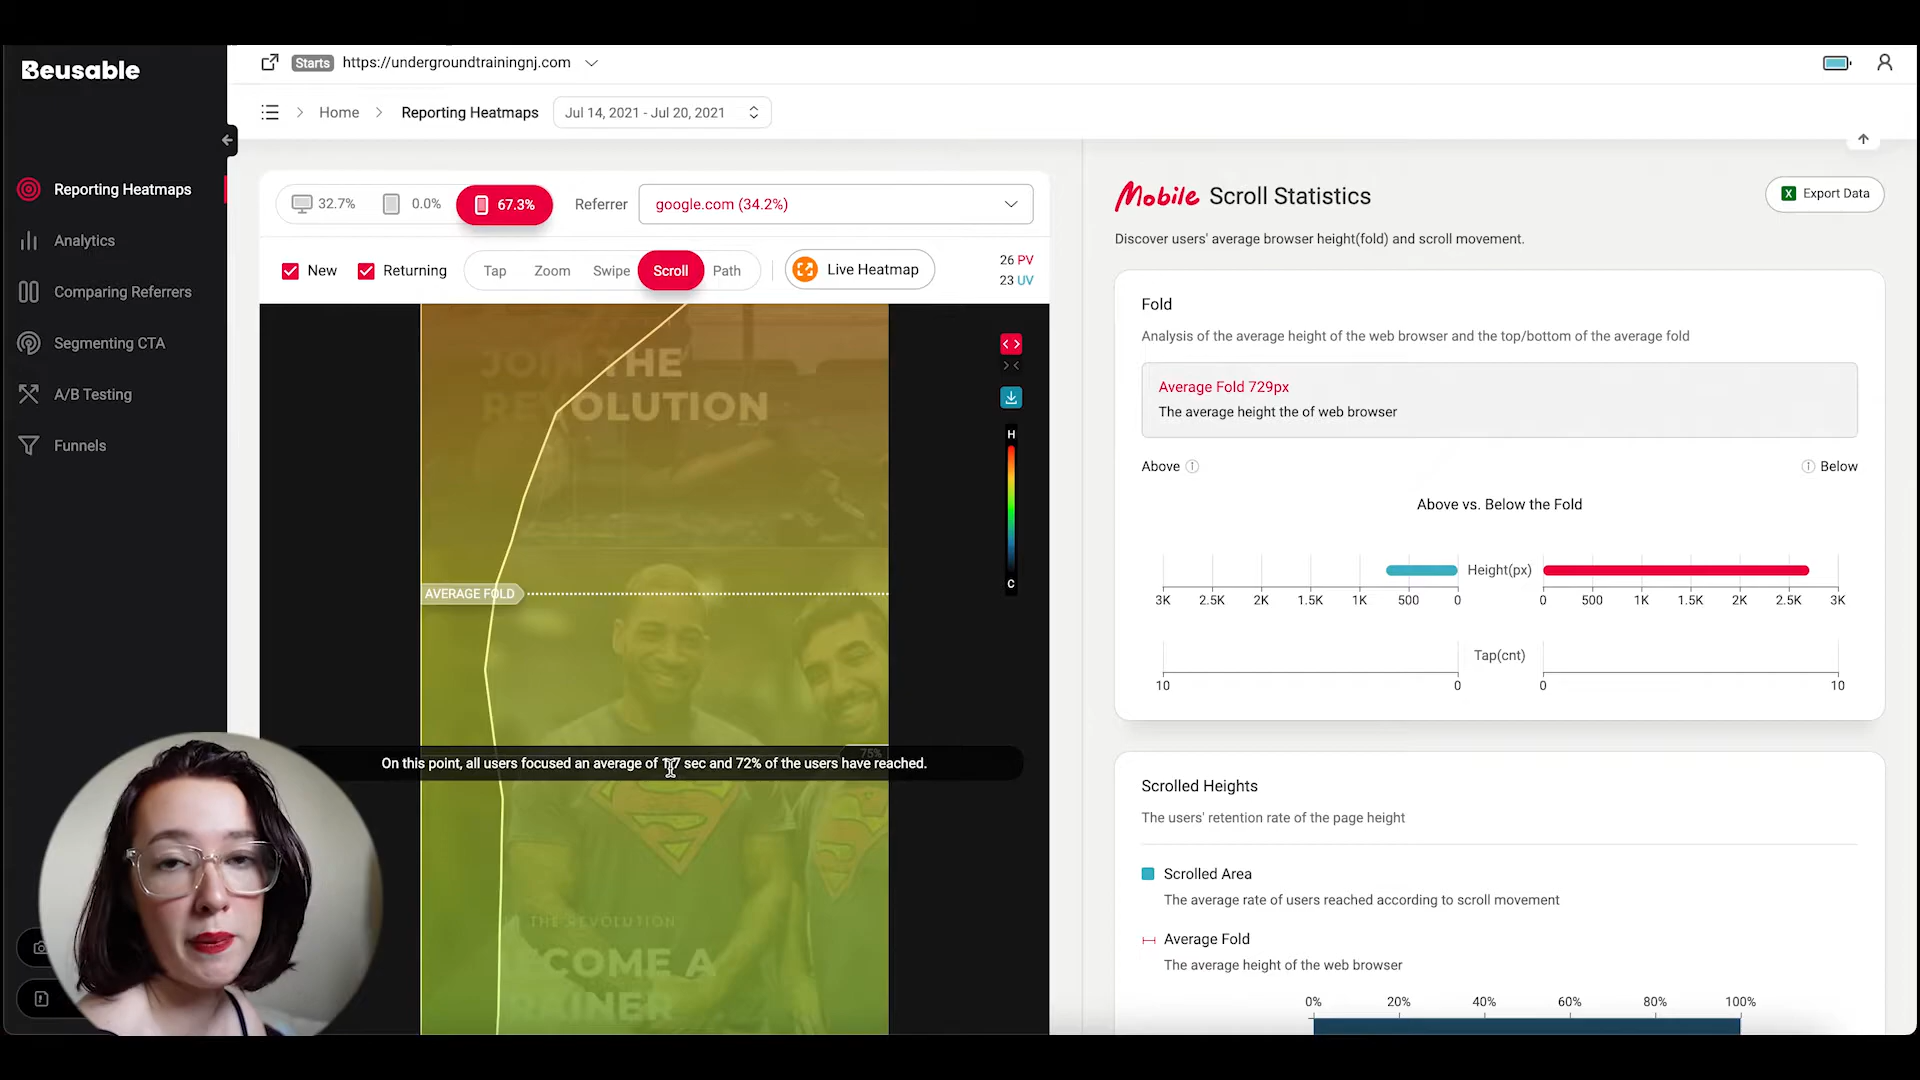 Beusable
Starts https://undergroundtrainingnj.com
Home Reporting Heatmaps Jul 14, 2021 - Jul 20, 2021
Reporting Heatmaps
Analytics
Comparing Referrers
Segmenting CTA
A/B Testing
Funnels
32.7% 0.0% 67.3% Referrer google.com (34.2%)
New Returning Tap Zoom Swipe Scroll Path Live Heatmap
26 PV
23 UV
JOIN THE
REVOLUTION
H
C
AVERAGE FOLD
75%
On this point, all users focused an average of sec and 72% of the users have reached.
THE REVOLUTION
Mobile Scroll Statistics
Export Data
Discover users' average browser height(fold) and scroll movement.
Fold
Analysis of the average height of the web browser and the top/bottom of the average fold
Average Fold 729px
The average height the of web browser
Above Below
Above vs. Below the Fold
Height(px)
3K 2.5K 2K 1.5K 1K 500 0 0 500 1K 1.5K 2K 2.5K 3K
Tap(cnt)
10 0 0 10
Scrolled Heights
The users' retention rate of the page height
Scrolled Area
The average rate of users reached according to scroll movement
Average Fold
The average height of the web browser
0% 20% 40% 60% 80% 100%